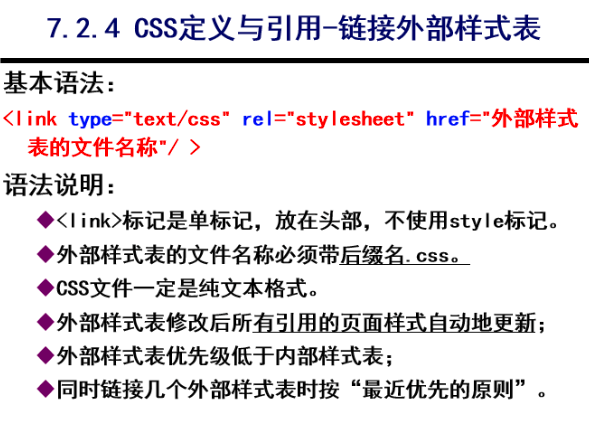 7.2.4 CSS定义与引用-链接外部样式表
基本语法：
<link type="text/css" rel="stylesheet" href="外部样式
表的文件名称"/ >
语法说明：
◆<link>标记是单标记，放在头部，不使用style标记。
◆外部样式表的文件名称必须带后缀名.css。
◆CSS文件一定是纯文本格式。
◆外部样式表修改后所有引用的页面样式自动地更新；
◆外部样式表优先级低于内部样式表；
◆同时链接几个外部样式表时按“最近优先的原则”。